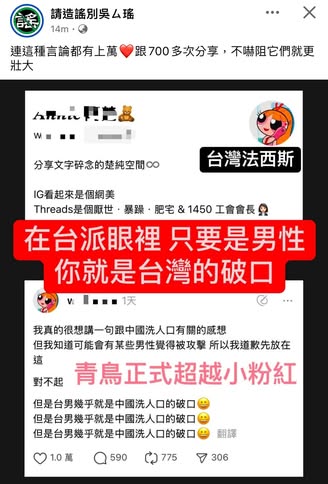 謠
請造謠別吳ㄙ瑤
14m
連這種言論都有上萬❤️跟700多次分享，不嚇阻它們就更
壯大
分享文字碎念的楚純空間
台灣法西斯
IG看起來是個網美
Threads是個厭世、暴躁、肥宅 & 1450 工會會長
在台派眼裡 只要是男性
你就是台灣的破口
1天
我真的很想講一句跟中國洗人口有關的感想
但我知道可能會有某些男性覺得被攻擊 所以我道歉先放在
這
對不起
青鳥正式超越小粉紅
但是台男幾乎就是中國洗人口的破口😄
但是台男幾乎就是中國洗人口的破口😄
但是台男幾乎就是中國洗人口的破口😄 翻譯
1.0 萬 590 775 306